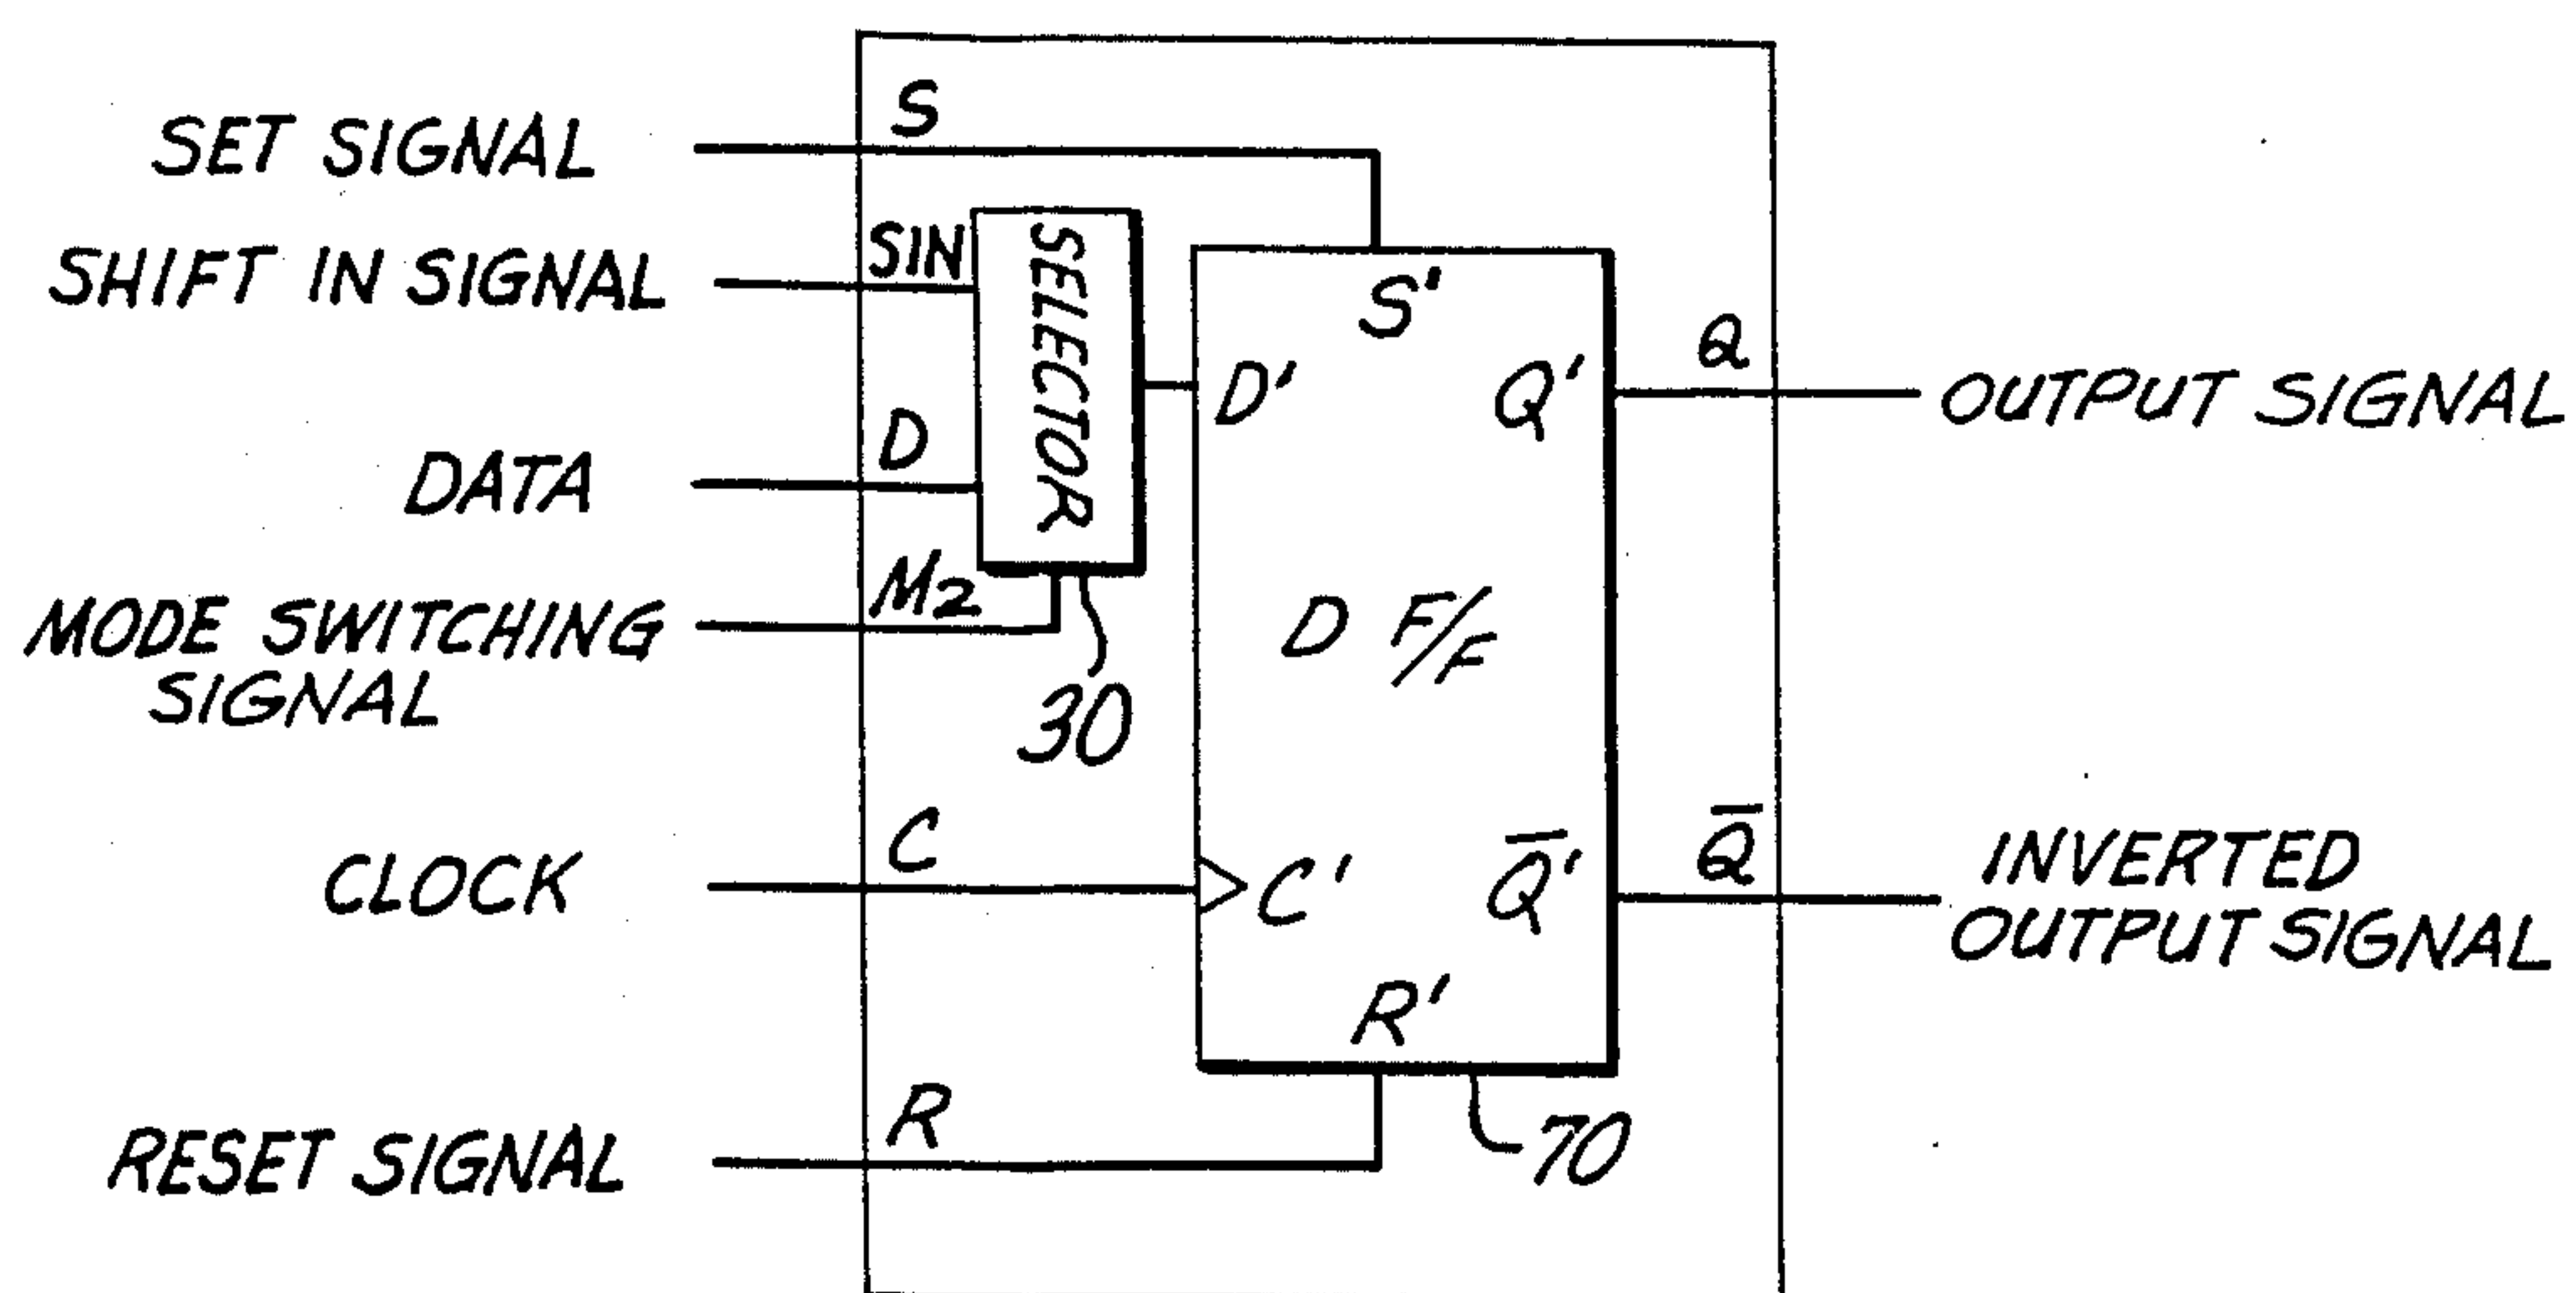 SET SIGNAL
S
SHIFT IN SIGNAL
SIN
SELECTOR
S'
DATA
D
D'
Q'
Q
OUTPUT SIGNAL
MODE SWITCHING
SIGNAL
M2
30
D F/F
CLOCK
C
C'
Q̅'
Q̅
INVERTED
OUTPUT SIGNAL
RESET SIGNAL
R
R'
70